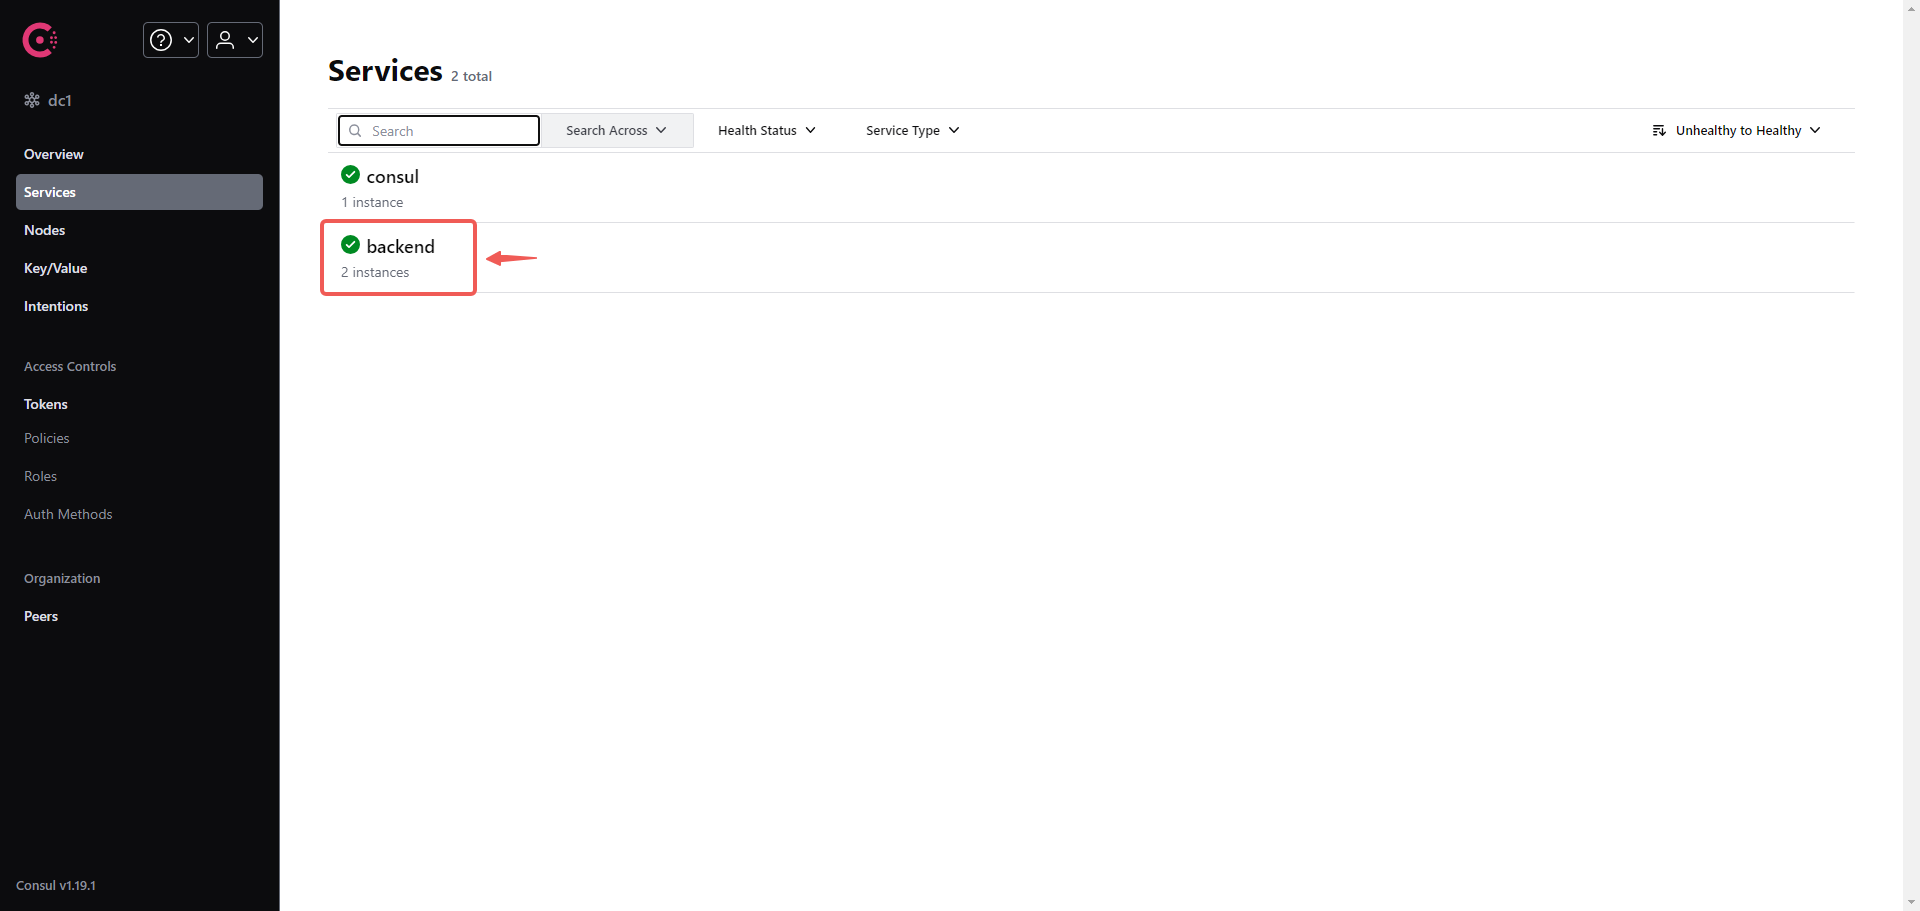 dc1
Overview
Services
Nodes
Key/Value
Intentions
Access Controls
Tokens
Policies
Roles
Auth Methods
Organization
Peers
Consul v1.19.1
Services 2 total
Search Search Across Health Status Service Type Unhealthy to Healthy
consul
1 instance
backend
2 instances